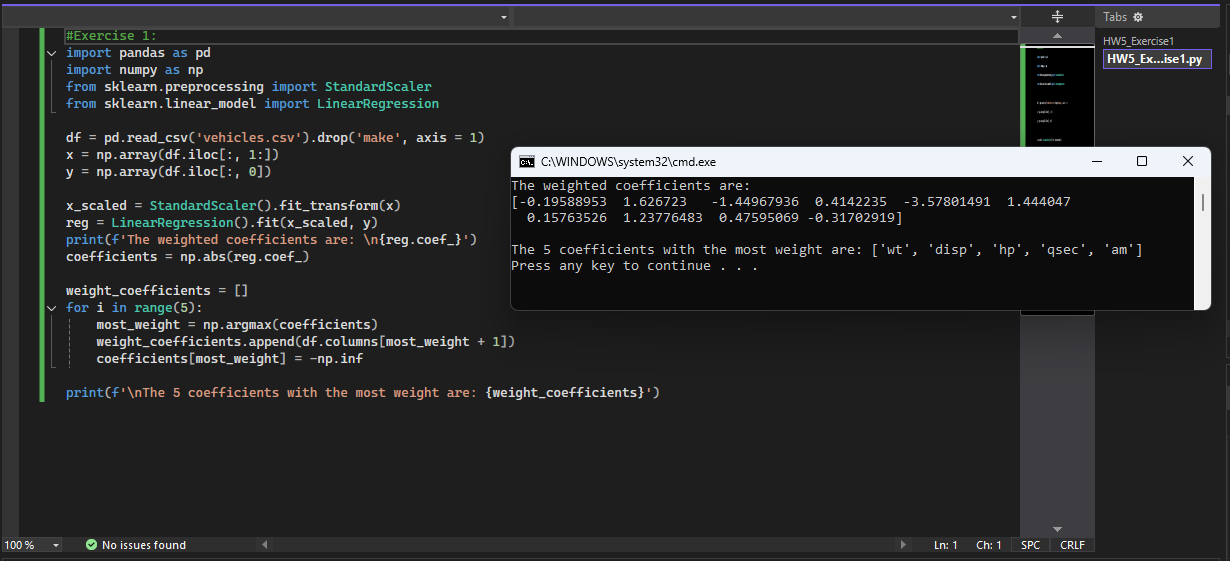 Tabs
HW5_Exercise1
HW5_Ex...ise1.py
#Exercise 1:
import pandas as pd
import numpy as np
from sklearn.preprocessing import StandardScaler
from sklearn.linear_model import LinearRegression
df = pd.read_csv('vehicles.csv').drop('make', axis = 1)
x = np.array(df.iloc[:, 1:])
y = np.array(df.iloc[:, 0])
x_scaled = StandardScaler().fit_transform(x)
reg = LinearRegression().fit(x_scaled, y)
print(f'The weighted coefficients are: \n{reg.coef_}')
coefficients = np.abs(reg.coef_)
weight_coefficients = []
for i in range(5):
    most_weight = np.argmax(coefficients)
    weight_coefficients.append(df.columns[most_weight + 1])
    coefficients[most_weight] = -np.inf
print(f'\nThe 5 coefficients with the most weight are: {weight_coefficients}')
C:\WINDOWS\system32\cmd.exe
The weighted coefficients are:
[-0.19588953  1.626723   -1.44967936  0.4142235  -3.57801491  1.444047
  0.15763526  1.23776483  0.47595069 -0.31702919]
The 5 coefficients with the most weight are: ['wt', 'disp', 'hp', 'qsec', 'am']
Press any key to continue . . .
100 %
No issues found
Ln: 1
Ch: 1
SPC
CRLF